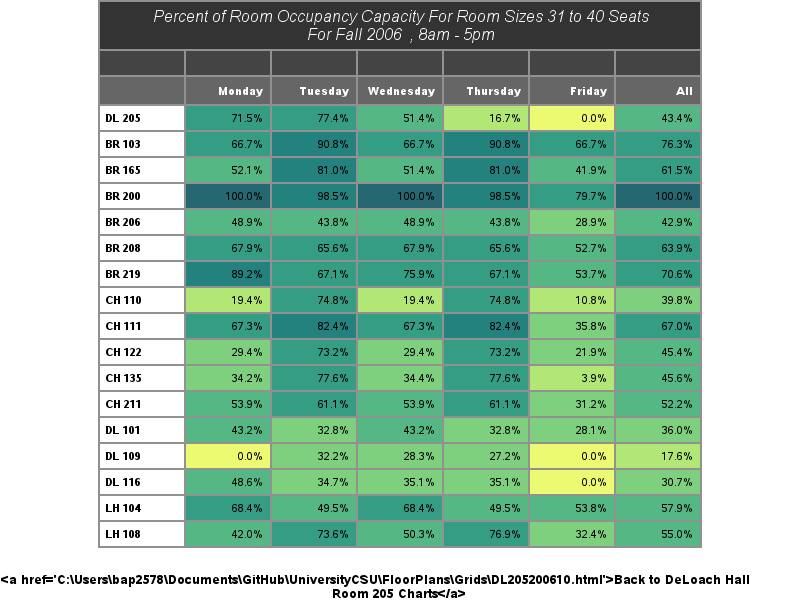 Percent of Room Occupancy Capacity For Room Sizes 31 to 40 Seats
For Fall 2006 , 8am - 5pm
Monday Tuesday Wednesday Thursday Friday All
DL 205 71.5% 77.4% 51.4% 16.7% 0.0% 43.4%
BR 103 66.7% 90.8% 66.7% 90.8% 66.7% 76.3%
BR 165 52.1% 81.0% 51.4% 81.0% 41.9% 61.5%
BR 200 100.0% 98.5% 100.0% 98.5% 79.7% 100.0%
BR 206 48.9% 43.8% 48.9% 43.8% 28.9% 42.9%
BR 208 67.9% 65.6% 67.9% 65.6% 52.7% 63.9%
BR 219 89.2% 67.1% 75.9% 67.1% 53.7% 70.6%
CH 110 19.4% 74.8% 19.4% 74.8% 10.8% 39.8%
CH 111 67.3% 82.4% 67.3% 82.4% 35.8% 67.0%
CH 122 29.4% 73.2% 29.4% 73.2% 21.9% 45.4%
CH 135 34.2% 77.6% 34.4% 77.6% 3.9% 45.6%
CH 211 53.9% 61.1% 53.9% 61.1% 31.2% 52.2%
DL 101 43.2% 32.8% 43.2% 32.8% 28.1% 36.0%
DL 109 0.0% 32.2% 28.3% 27.2% 0.0% 17.6%
DL 116 48.6% 34.7% 35.1% 35.1% 0.0% 30.7%
LH 104 68.4% 49.5% 68.4% 49.5% 53.8% 57.9%
LH 108 42.0% 73.6% 50.3% 76.9% 32.4% 55.0%
<a href='C:\Users\bap2578\Documents\GitHub\UniversityCSU\FloorPlans\Grids\DL205200610.html'>Back to DeLoach Hall
Room 205 Charts</a>